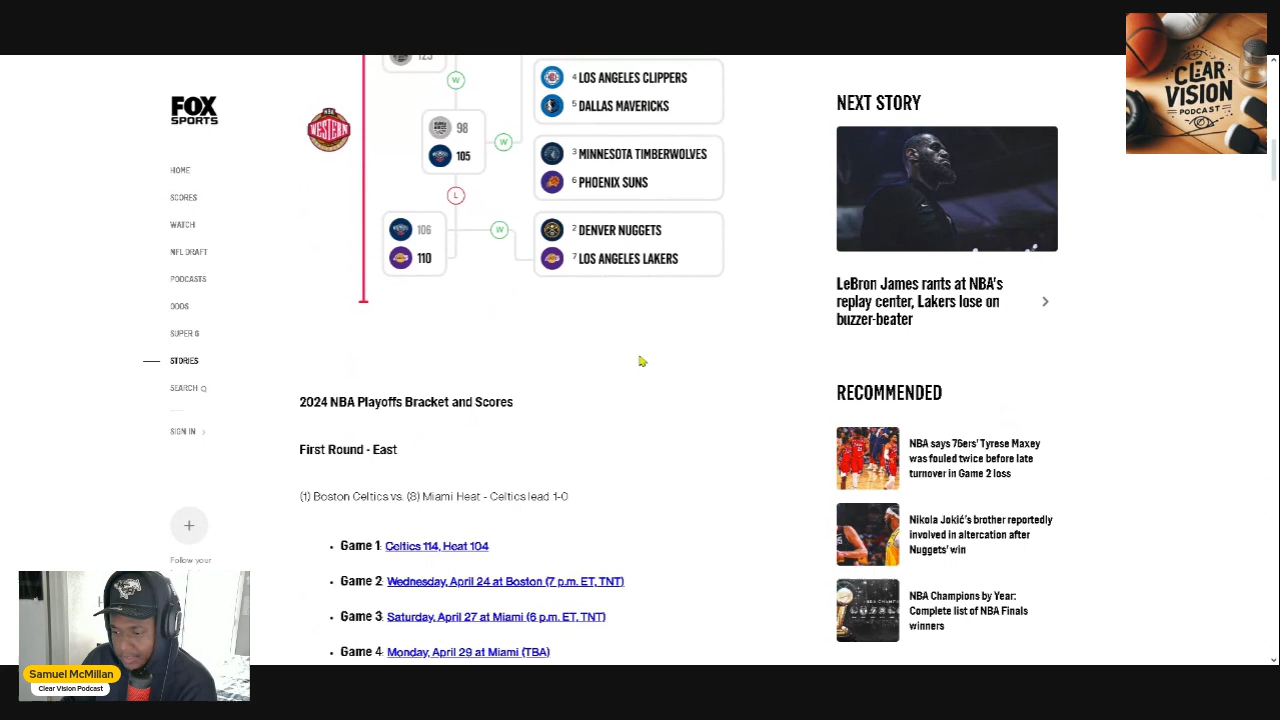 FOX
SPORTS
HOME
SCORES
WATCH
NFL DRAFT
PODCASTS
ODDS
SUPER 6
STORIES
SEARCH
SIGN IN
Follow your
123
W
NBA
WESTERN
98
105
W
L
106
110
W
4 LOS ANGELES CLIPPERS
5 DALLAS MAVERICKS
3 MINNESOTA TIMBERWOLVES
6 PHOENIX SUNS
2 DENVER NUGGETS
7 LOS ANGELES LAKERS
2024 NBA Playoffs Bracket and Scores
First Round - East
(1) Boston Celtics vs. (8) Miami Heat - Celtics lead 1-0
• Game 1: Celtics 114, Heat 104
• Game 2: Wednesday, April 24 at Boston (7 p.m. ET, TNT)
• Game 3: Saturday, April 27 at Miami (6 p.m. ET, TNT)
• Game 4: Monday, April 29 at Miami (TBA)
NEXT STORY
LeBron James rants at NBA's
replay center, Lakers lose on
buzzer-beater
RECOMMENDED
NBA says 76ers' Tyrese Maxey
was fouled twice before late
turnover in Game 2 loss
Nikola Jokić's brother reportedly
involved in altercation after
Nuggets' win
NBA Champions by Year:
Complete list of NBA Finals
winners
CLEAR
VISION
PODCAST
Samuel McMillan
Clear Vision Podcast